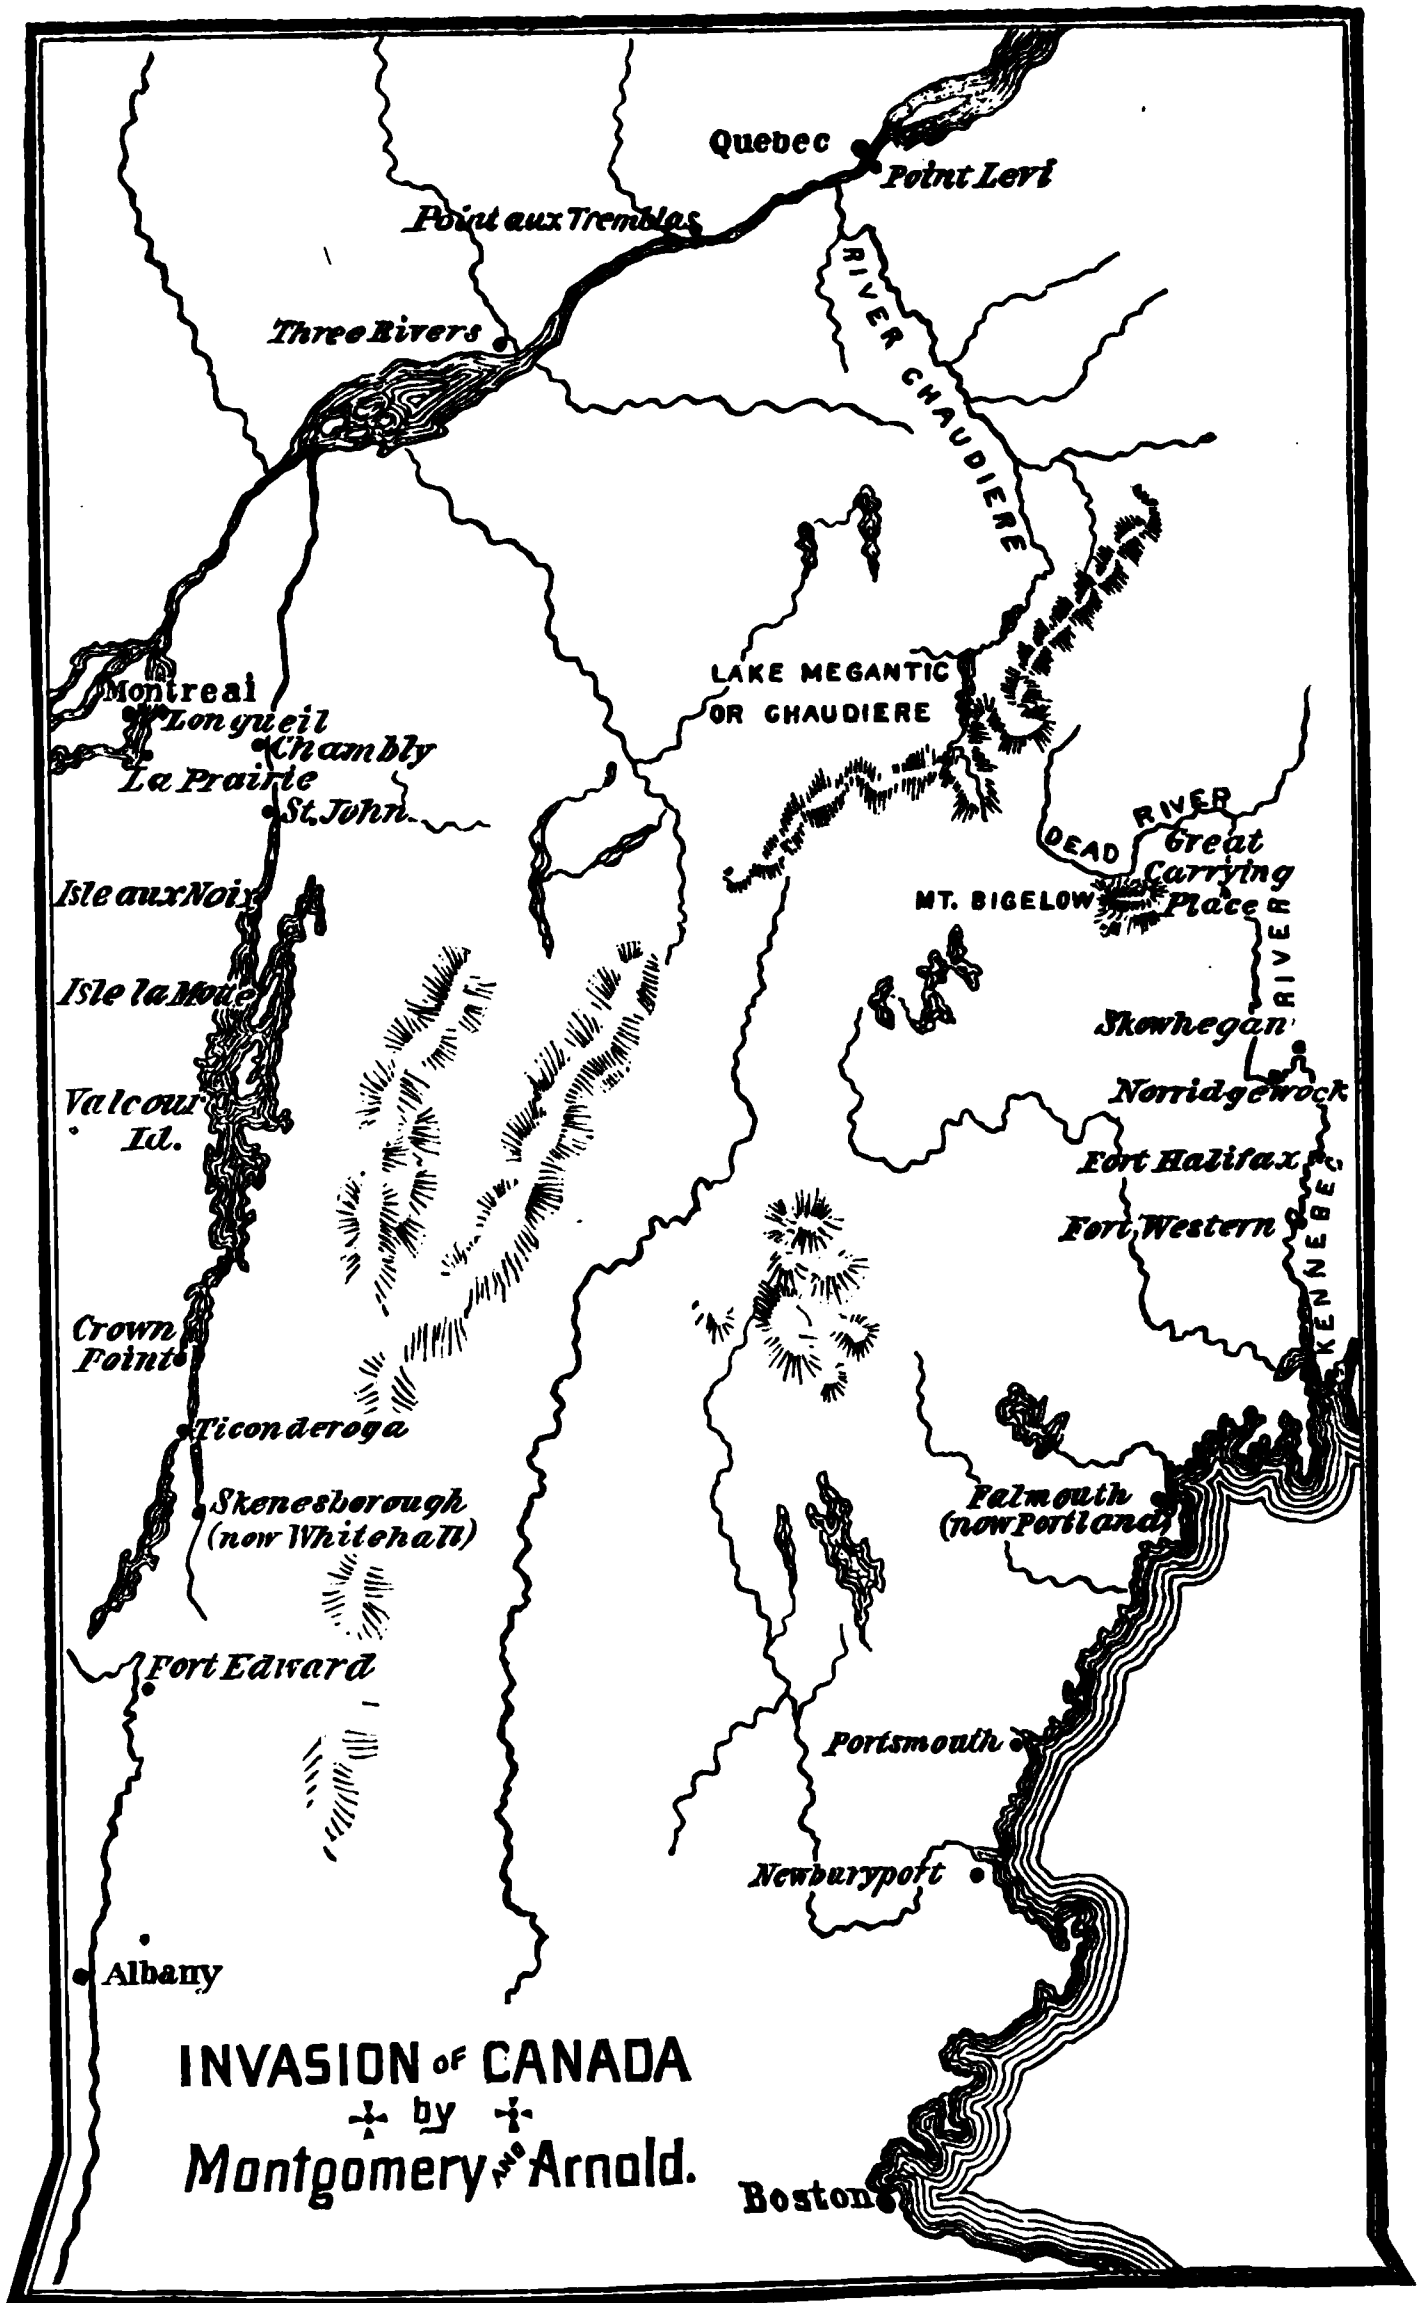 Quebec
Point Levi
Point aux Tremblas
RIVER CHAUDIERE
Three Rivers
LAKE MEGANTIC
OR CHAUDIERE
Montreal
Longueil
Chambly
La Prairie
St. John
DEAD RIVER
Great
Carrying
Place
MT. BIGELOW
Isle aux Noix
Isle la Motte
Skowhegan
Norridgewock
Valcour
Id.
Fort Halifax
Fort Western
KENNEBEC RIVER
Crown
Point
Ticonderoga
Skenesborough
(now Whitehall)
Falmouth
(now Portland)
Fort Edward
Portsmouth
Newburyport
Albany
INVASION OF CANADA
by
Montgomery AND Arnold.
Boston